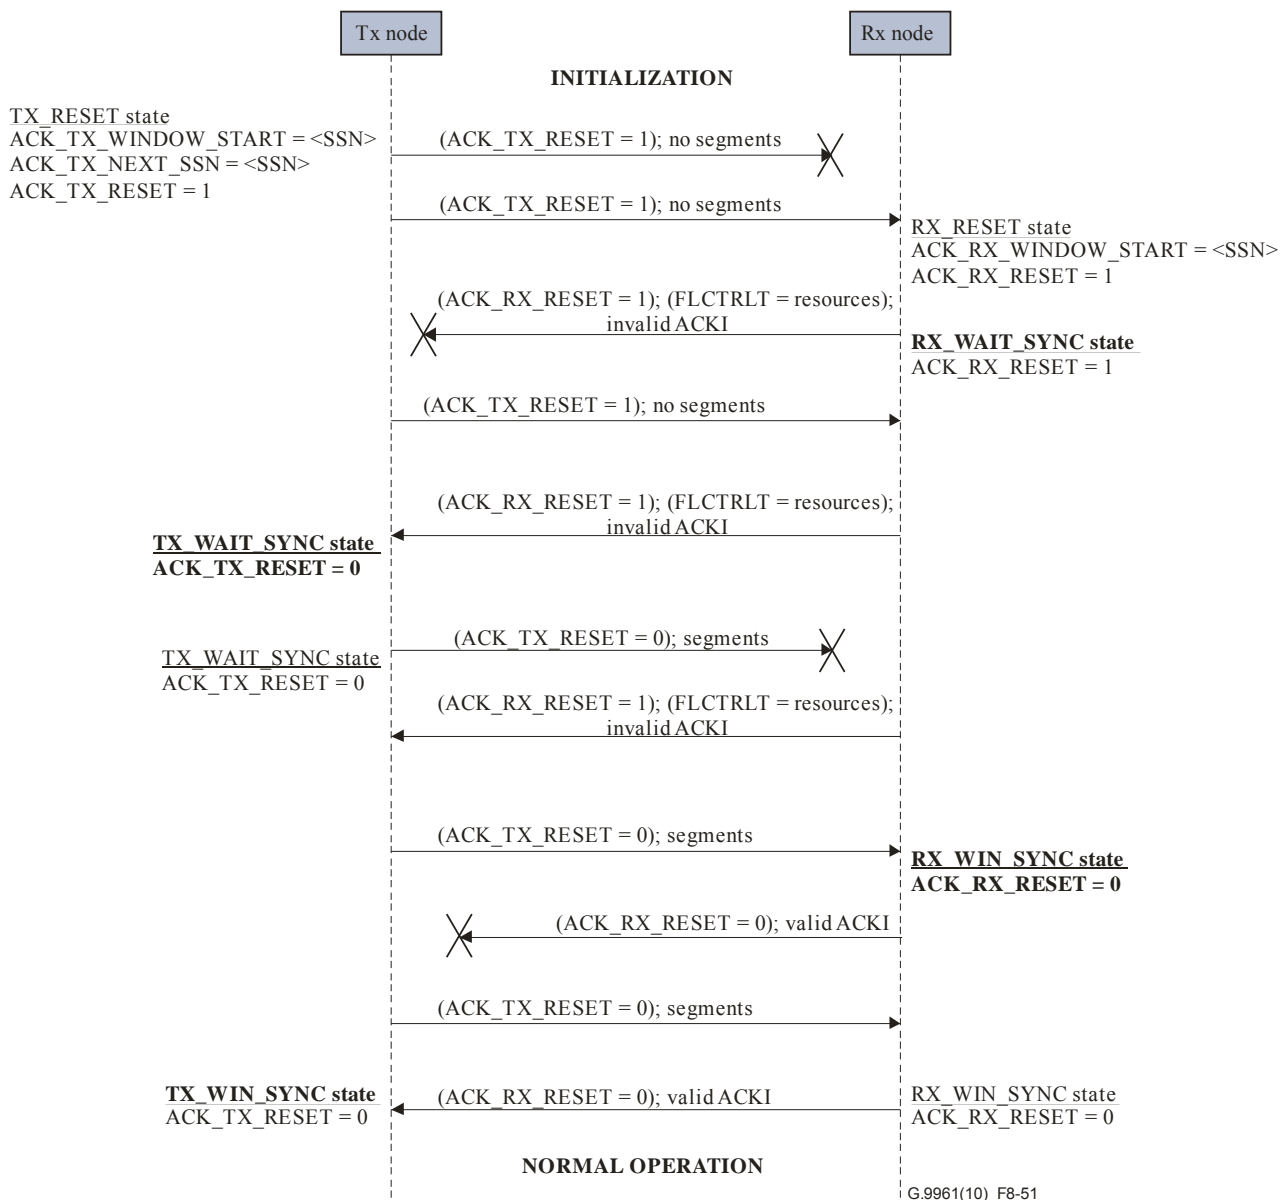 Tx node
Rx node
INITIALIZATION
TX_RESET state
ACK_TX_WINDOW_START = <SSN>
ACK_TX_NEXT_SSN = <SSN>
ACK_TX_RESET = 1
(ACK_TX_RESET = 1); no segments
(ACK_TX_RESET = 1); no segments
RX_RESET state
ACK_RX_WINDOW_START = <SSN>
ACK_RX_RESET = 1
(ACK_RX_RESET = 1); (FLCTRLT = resources);
invalid ACKI
RX_WAIT_SYNC state
ACK_RX_RESET = 1
(ACK_TX_RESET = 1); no segments
(ACK_RX_RESET = 1); (FLCTRLT = resources);
invalid ACKI
TX_WAIT_SYNC state
ACK_TX_RESET = 0
(ACK_TX_RESET = 0); segments
TX_WAIT_SYNC state
ACK_TX_RESET = 0
(ACK_RX_RESET = 1); (FLCTRLT = resources);
invalid ACKI
(ACK_TX_RESET = 0); segments
RX_WIN_SYNC state
ACK_RX_RESET = 0
(ACK_RX_RESET = 0); valid ACKI
(ACK_TX_RESET = 0); segments
TX_WIN_SYNC state
ACK_TX_RESET = 0
(ACK_RX_RESET = 0); valid ACKI
RX_WIN_SYNC state
ACK_RX_RESET = 0
NORMAL OPERATION
G.9961(10)_F8-51